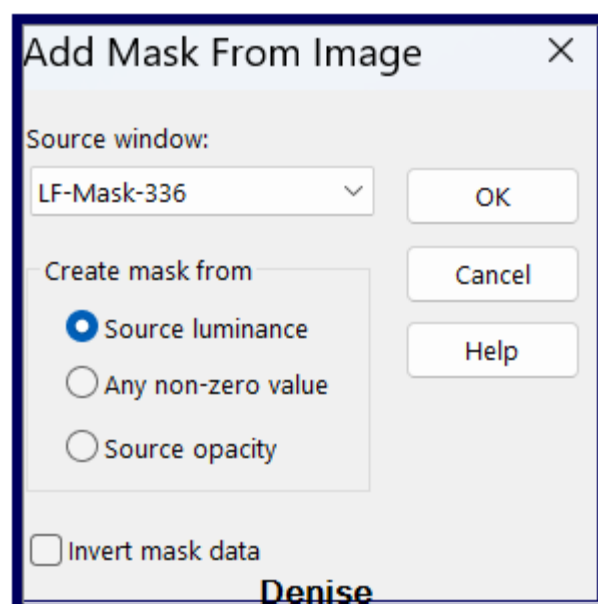 Add Mask From Image
Source window:
LF-Mask-336
OK
Create mask from
Cancel
Source luminance
Help
Any non-zero value
Source opacity
Invert mask data
Denise